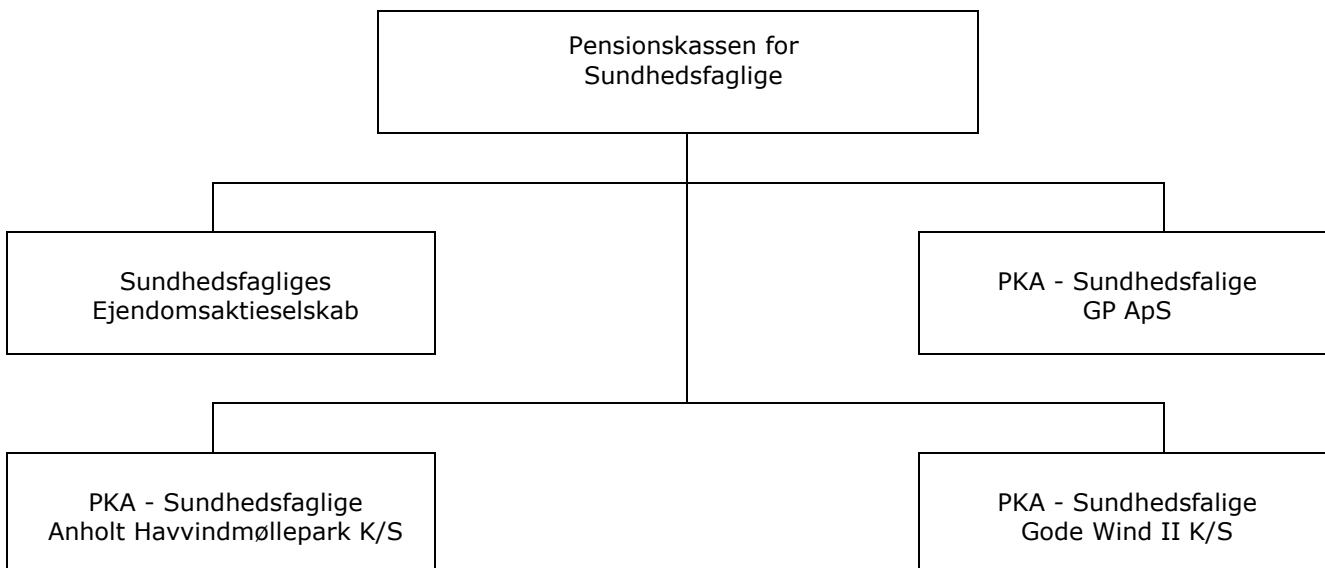 Pensionskassen for
Sundhedsfaglige
Sundhedsfagliges
Ejendomsaktieselskab
PKA - Sundhedsfalige
GP ApS
PKA - Sundhedsfaglige
Anholt Havvindmøllepark K/S
PKA - Sundhedsfalige
Gode Wind II K/S